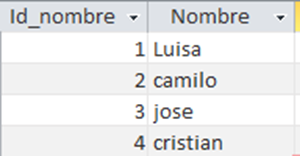 Id_nombre Nombre
1 Luisa
2 camilo
3 jose
4 cristian